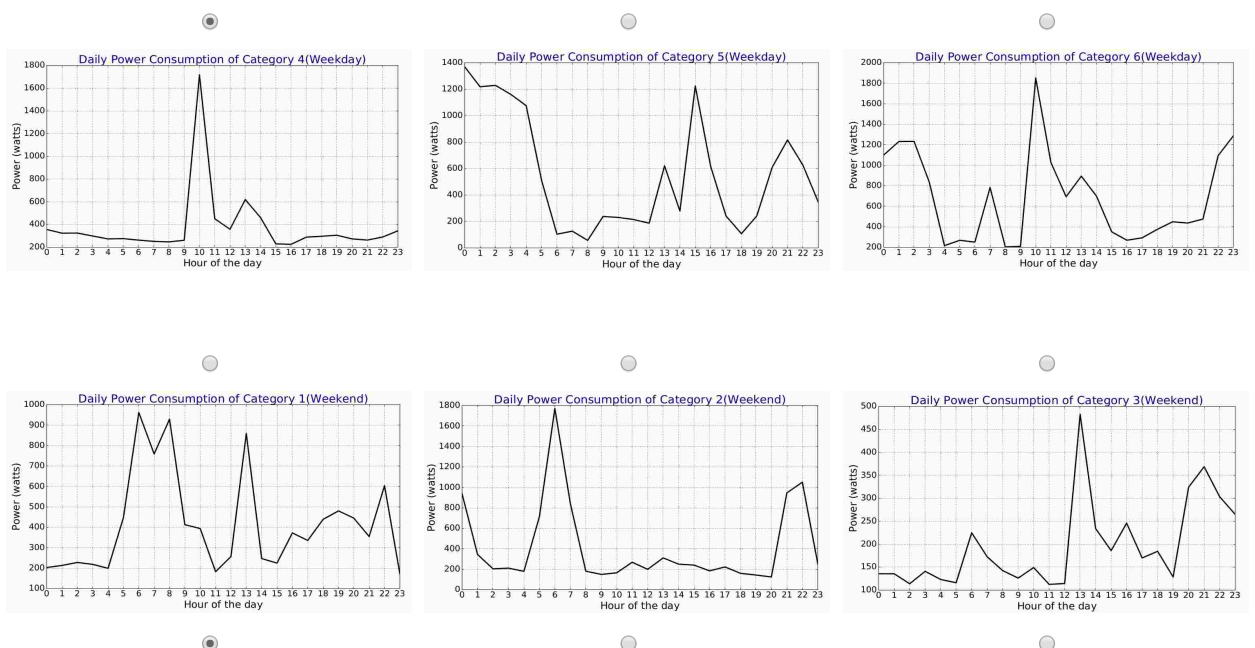 Daily Power Consumption of Category 4(Weekday)
1800
1600
1400
1200
1000
800
600
400
200
Power (watts)
0 1 2 3 4 5 6 7 8 9 10 11 12 13 14 15 16 17 18 19 20 21 22 23
Hour of the day
Daily Power Consumption of Category 5(Weekday)
1400
1200
1000
800
600
400
200
0
Power (watts)
0 1 2 3 4 5 6 7 8 9 10 11 12 13 14 15 16 17 18 19 20 21 22 23
Hour of the day
Daily Power Consumption of Category 6(Weekday)
2000
1800
1600
1400
1200
1000
800
600
400
200
Power (watts)
0 1 2 3 4 5 6 7 8 9 10 11 12 13 14 15 16 17 18 19 20 21 22 23
Hour of the day
Daily Power Consumption of Category 1(Weekend)
1000
900
800
700
600
500
400
300
200
100
Power (watts)
0 1 2 3 4 5 6 7 8 9 10 11 12 13 14 15 16 17 18 19 20 21 22 23
Hour of the day
Daily Power Consumption of Category 2(Weekend)
1800
1600
1400
1200
1000
800
600
400
200
0
Power (watts)
0 1 2 3 4 5 6 7 8 9 10 11 12 13 14 15 16 17 18 19 20 21 22 23
Hour of the day
Daily Power Consumption of Category 3(Weekend)
500
450
400
350
300
250
200
150
100
Power (watts)
0 1 2 3 4 5 6 7 8 9 10 11 12 13 14 15 16 17 18 19 20 21 22 23
Hour of the day